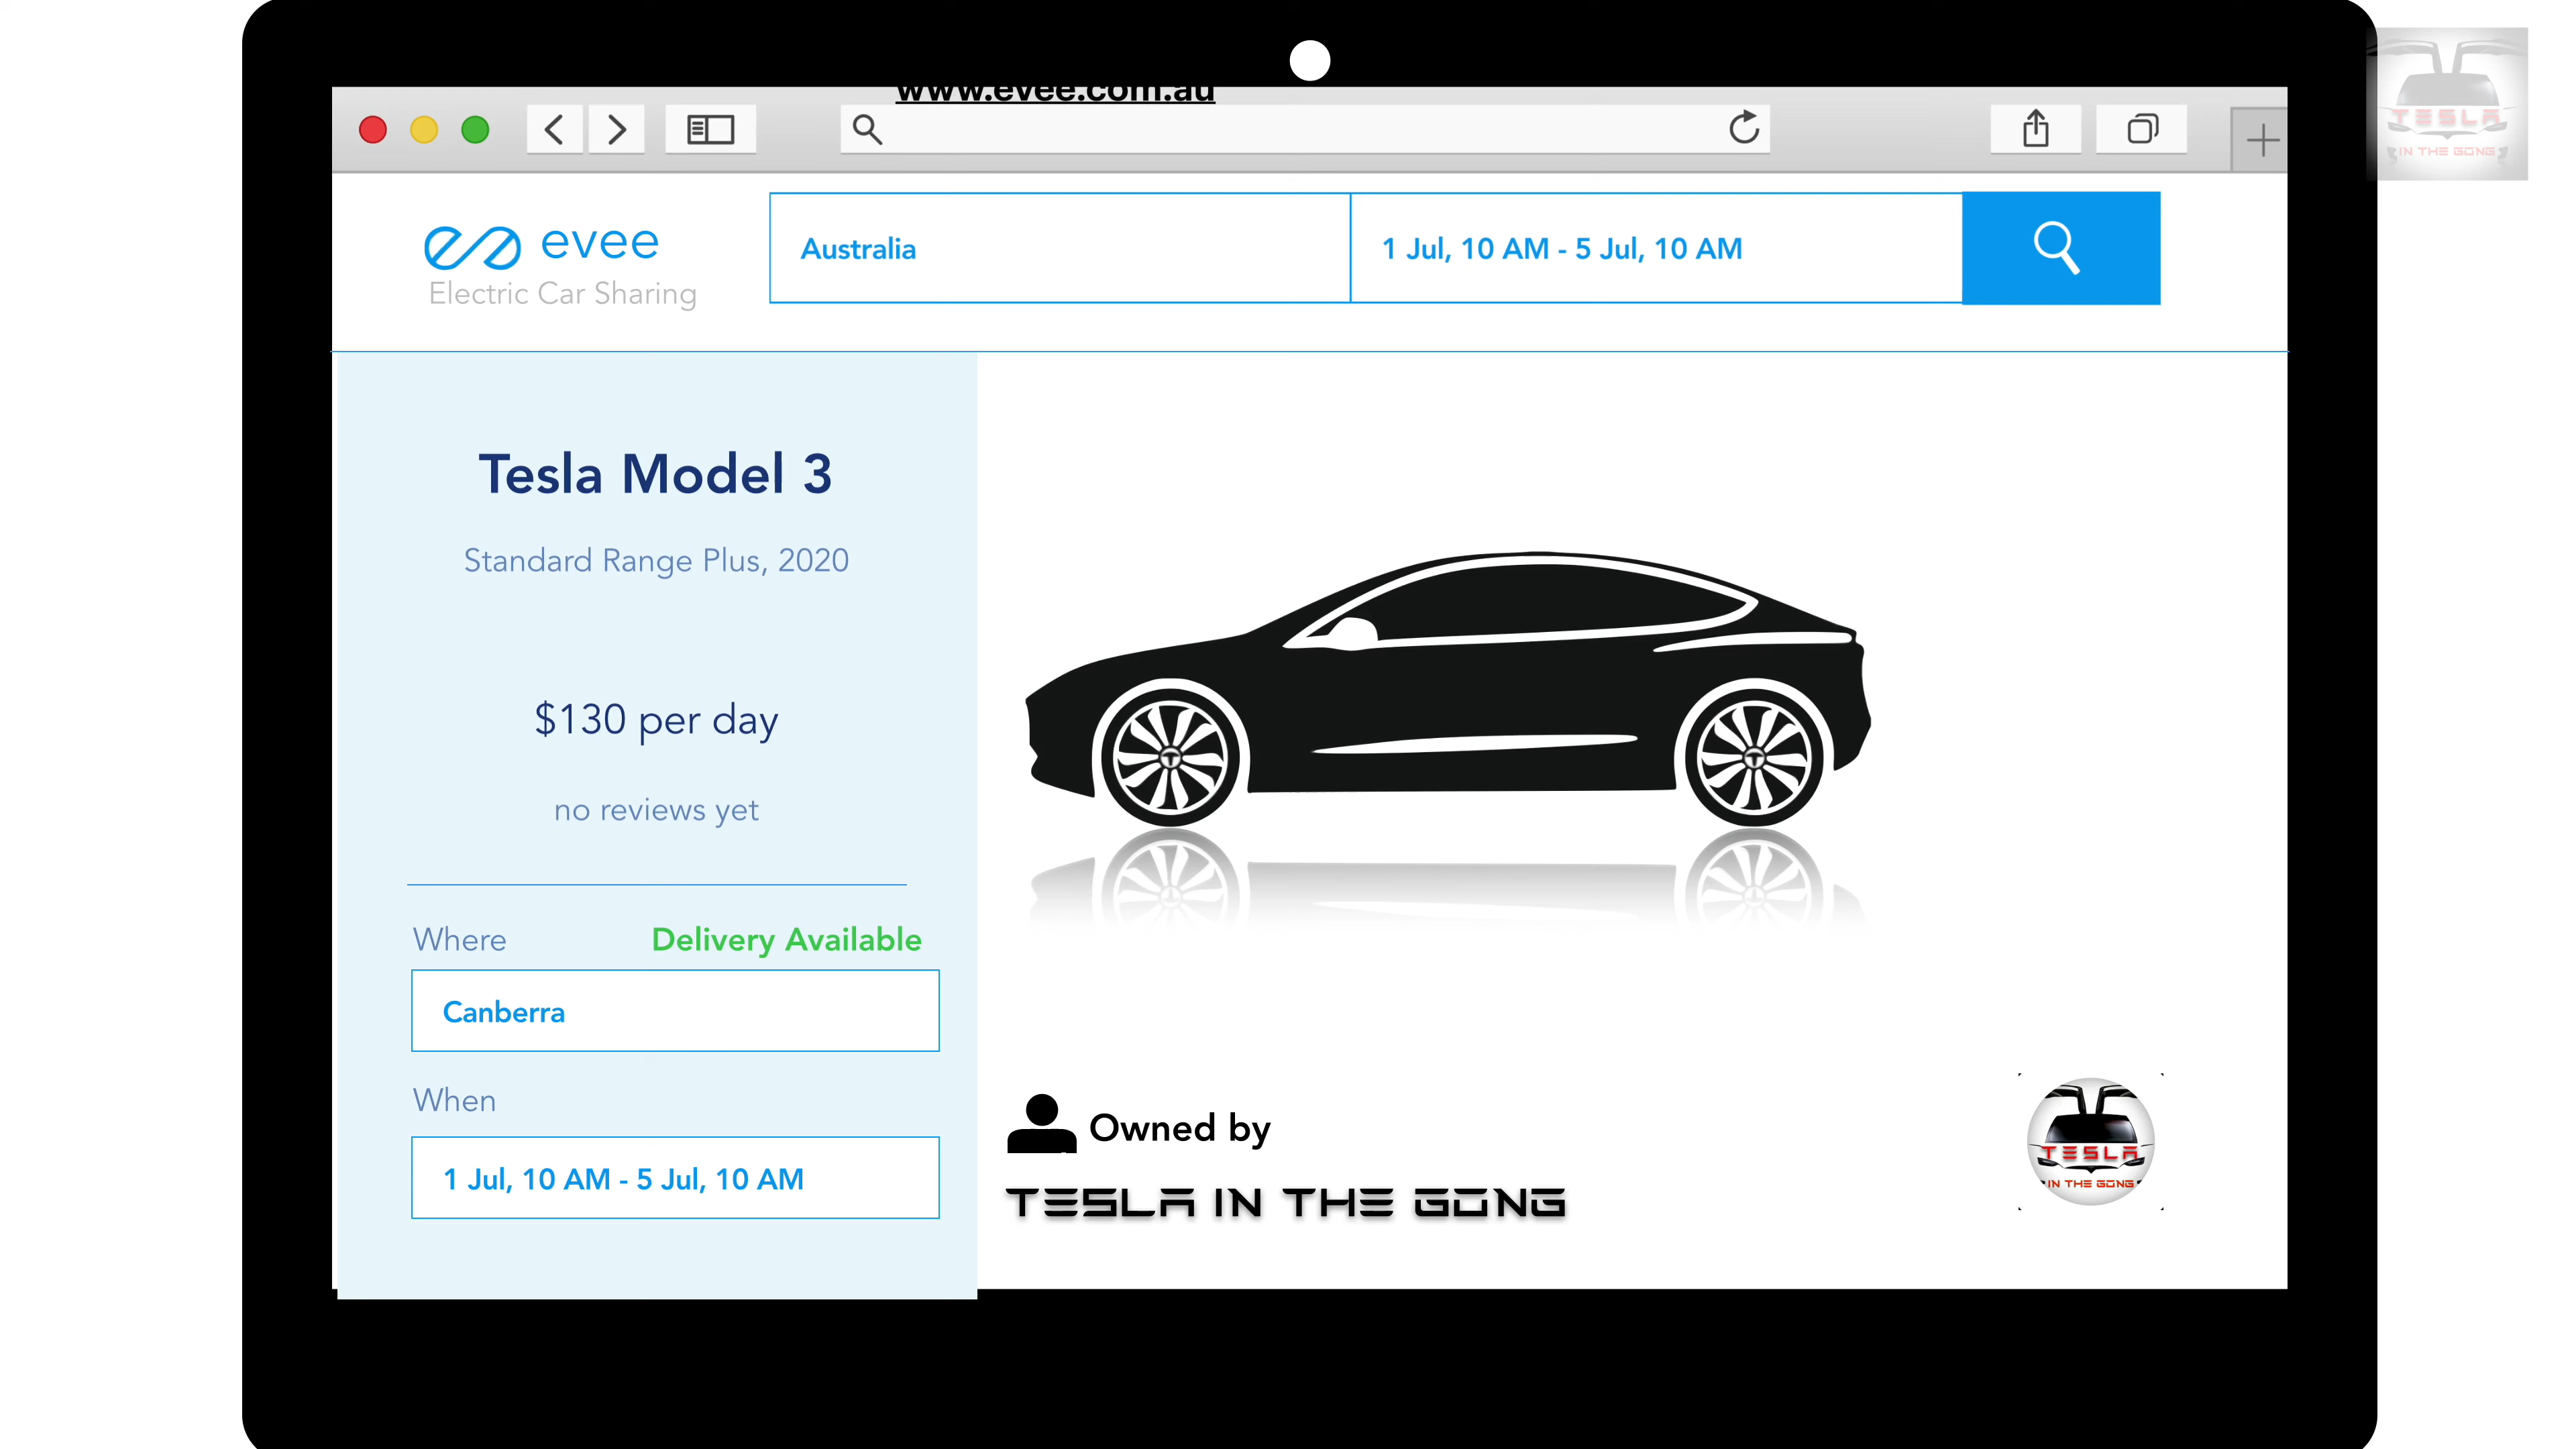 www.evee.com.au
TESLA
IN THE GONG
evee
Electric Car Sharing
Australia
1 Jul, 10 AM - 5 Jul, 10 AM
Tesla Model 3
Standard Range Plus, 2020
$130 per day
no reviews yet
Where
Delivery Available
Canberra
When
1 Jul, 10 AM - 5 Jul, 10 AM
Owned by
TESLA IN THE GONG
TESLA
IN THE GONG